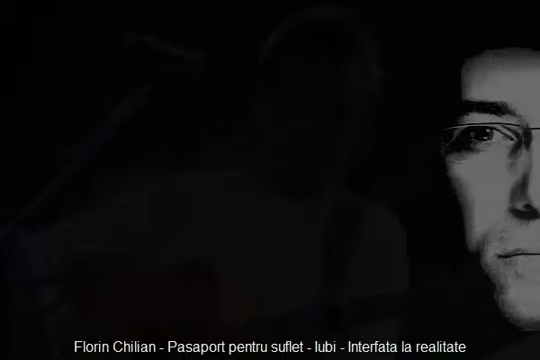 Florin Chilian - Pasaport pentru suflet - Iubi - Interfata la realitate